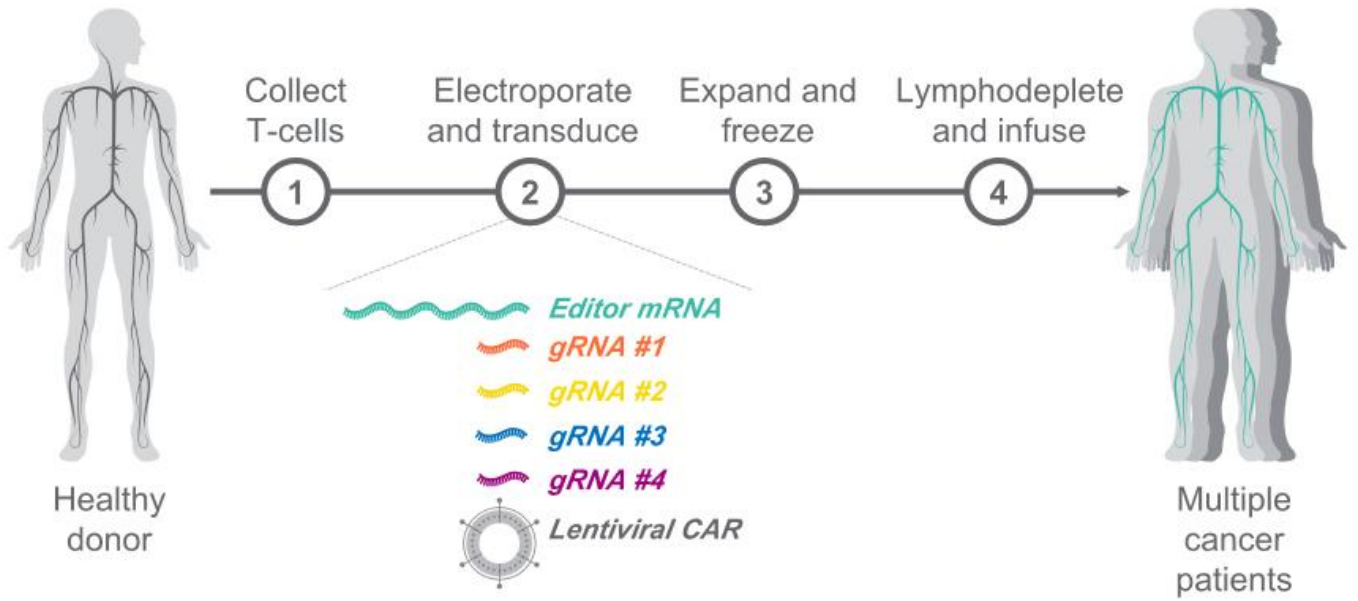 Collect
T-cells
Electroporate
and transduce
Expand and
freeze
Lymphodeplete
and infuse
1
2
3
4
Editor mRNA
gRNA #1
gRNA #2
gRNA #3
gRNA #4
Lentiviral CAR
Healthy
donor
Multiple
cancer
patients